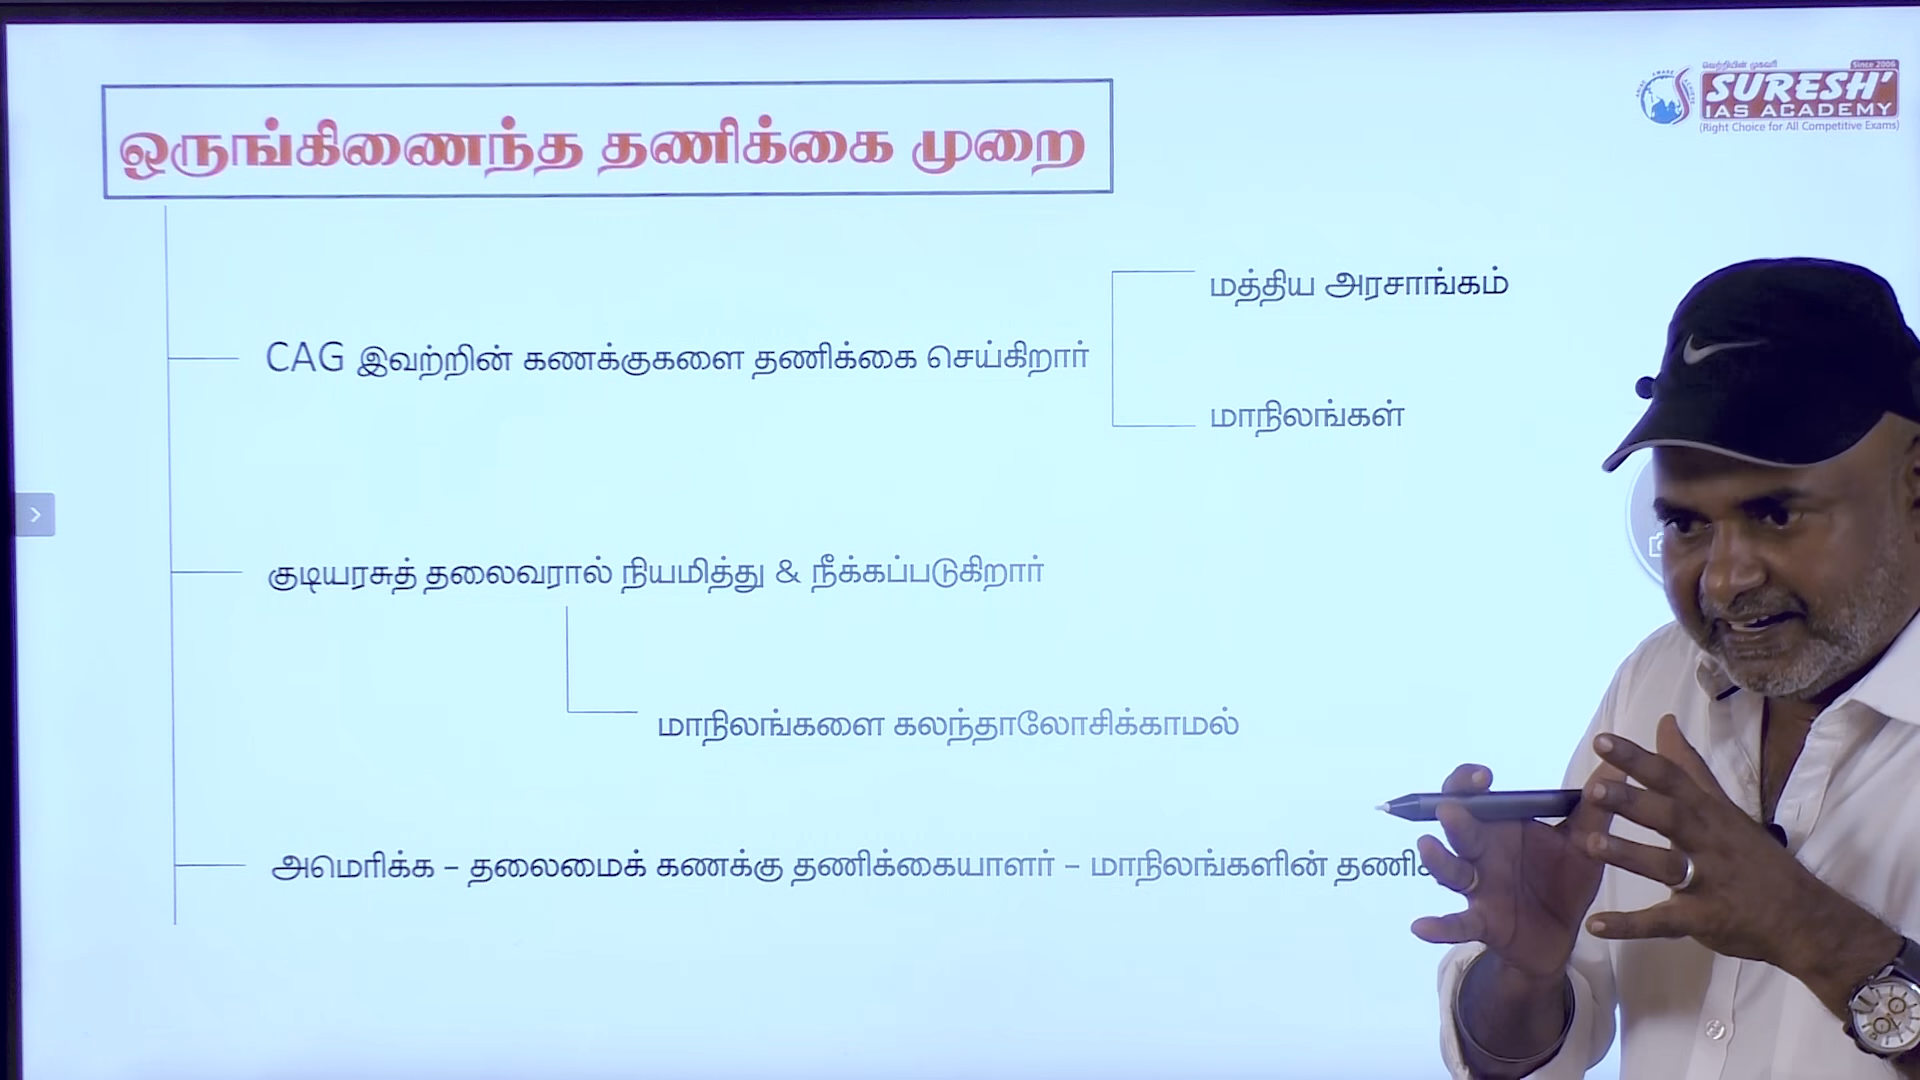 வெற்றியின் முகவரி
Since 2006
SURESH'
IAS ACADEMY
(Right Choice for All Competitive Exams)
ஒருங்கிணைந்த தணிக்கை முறை
மத்திய அரசாங்கம்
CAG இவற்றின் கணக்குகளை தணிக்கை செய்கிறார்
மாநிலங்கள்
குடியரசுத் தலைவரால் நியமித்து & நீக்கப்படுகிறார்
மாநிலங்களை கலந்தாலோசிக்காமல்
அமெரிக்க – தலைமைக் கணக்கு தணிக்கையாளர் – மாநிலங்களின்